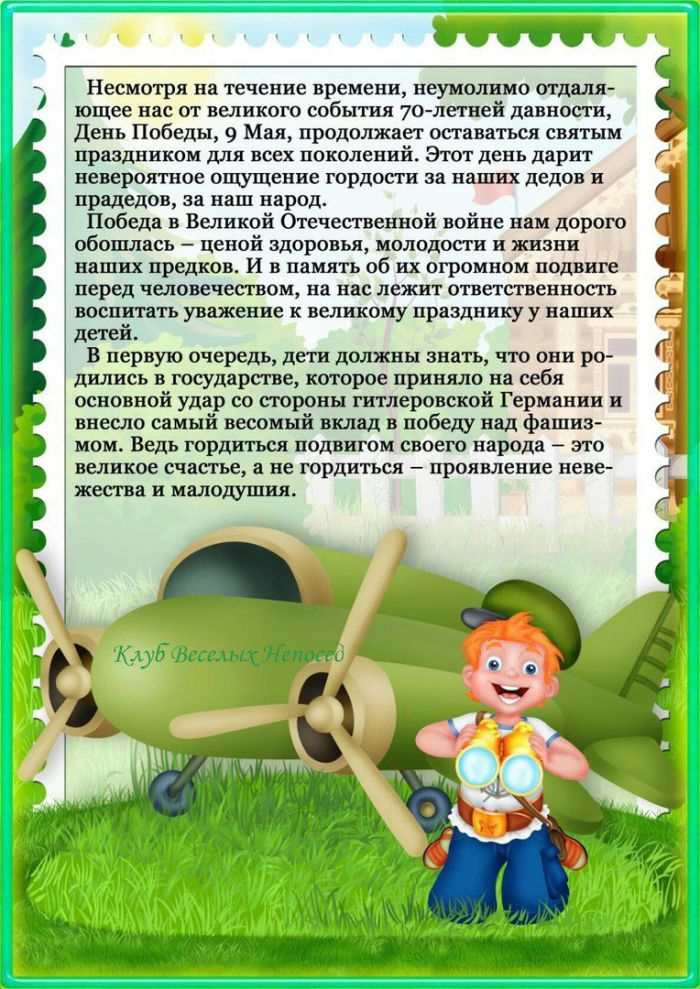 Несмотря на течение времени, неумолимо отдаля-
ющее нас от великого события 70-летней давности,
День Победы, 9 Мая, продолжает оставаться святым
праздником для всех поколений. Этот день дарит
невероятное ощущение гордости за наших дедов и
прадедов, за наш народ.
Победа в Великой Отечественной войне нам дорого
обошлась – ценой здоровья, молодости и жизни
наших предков. И в память об их огромном подвиге
перед человечеством, на нас лежит ответственность
воспитать уважение к великому празднику у наших
детей.
В первую очередь, дети должны знать, что они ро-
дились в государстве, которое приняло на себя
основной удар со стороны гитлеровской Германии и
внесло самый весомый вклад в победу над фашиз-
мом. Ведь гордиться подвигом своего народа – это
великое счастье, а не гордиться – проявление неве-
жества и малодушия.
Клуб Веселых Непосед